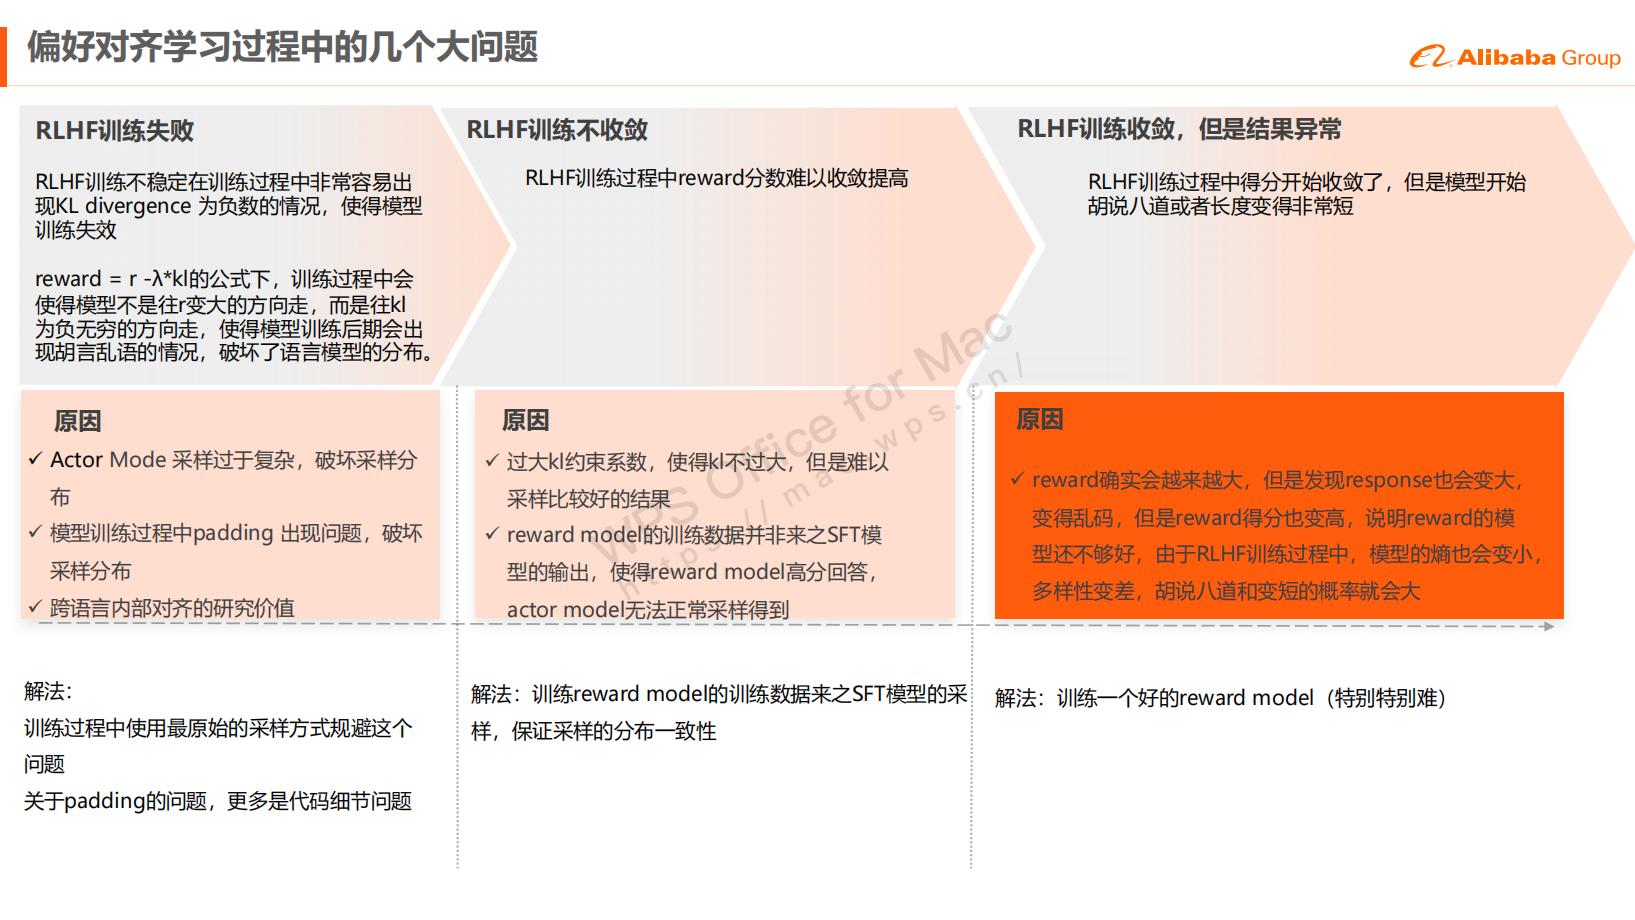 偏好对齐学习过程中的几个大问题
Alibaba Group
RLHF训练失败
RLHF训练不稳定在训练过程中非常容易出
现KL divergence 为负数的情况，使得模型
训练失效
reward = r -λ*kl的公式下，训练过程中会
使得模型不是往r变大的方向走，而是往kl
为负无穷的方向走，使得模型训练后期会出
现胡言乱语的情况，破坏了语言模型的分布。
RLHF训练不收敛
RLHF训练过程中reward分数难以收敛提高
RLHF训练收敛，但是结果异常
RLHF训练过程中得分开始收敛了，但是模型开始
胡说八道或者长度变得非常短
原因
✓ Actor Mode 采样过于复杂，破坏采样分
布
✓ 模型训练过程中padding 出现问题，破坏
采样分布
✓ 跨语言内部对齐的研究价值
原因
✓ 过大kl约束系数，使得kl不过大，但是难以
采样比较好的结果
✓ reward model的训练数据并非来之SFT模
型的输出，使得reward model高分回答，
actor model无法正常采样得到
原因
✓ reward确实会越来越大，但是发现response也会变大，
变得乱码，但是reward得分也变高，说明reward的模
型还不够好，由于RLHF训练过程中，模型的熵也会变小，
多样性变差，胡说八道和变短的概率就会大
解法：
训练过程中使用最原始的采样方式规避这个
问题
关于padding的问题，更多是代码细节问题
解法：训练reward model的训练数据来之SFT模型的采
样，保证采样的分布一致性
解法：训练一个好的reward model（特别特别难）
WPS Office for Mac
https://mac.wps.cn/